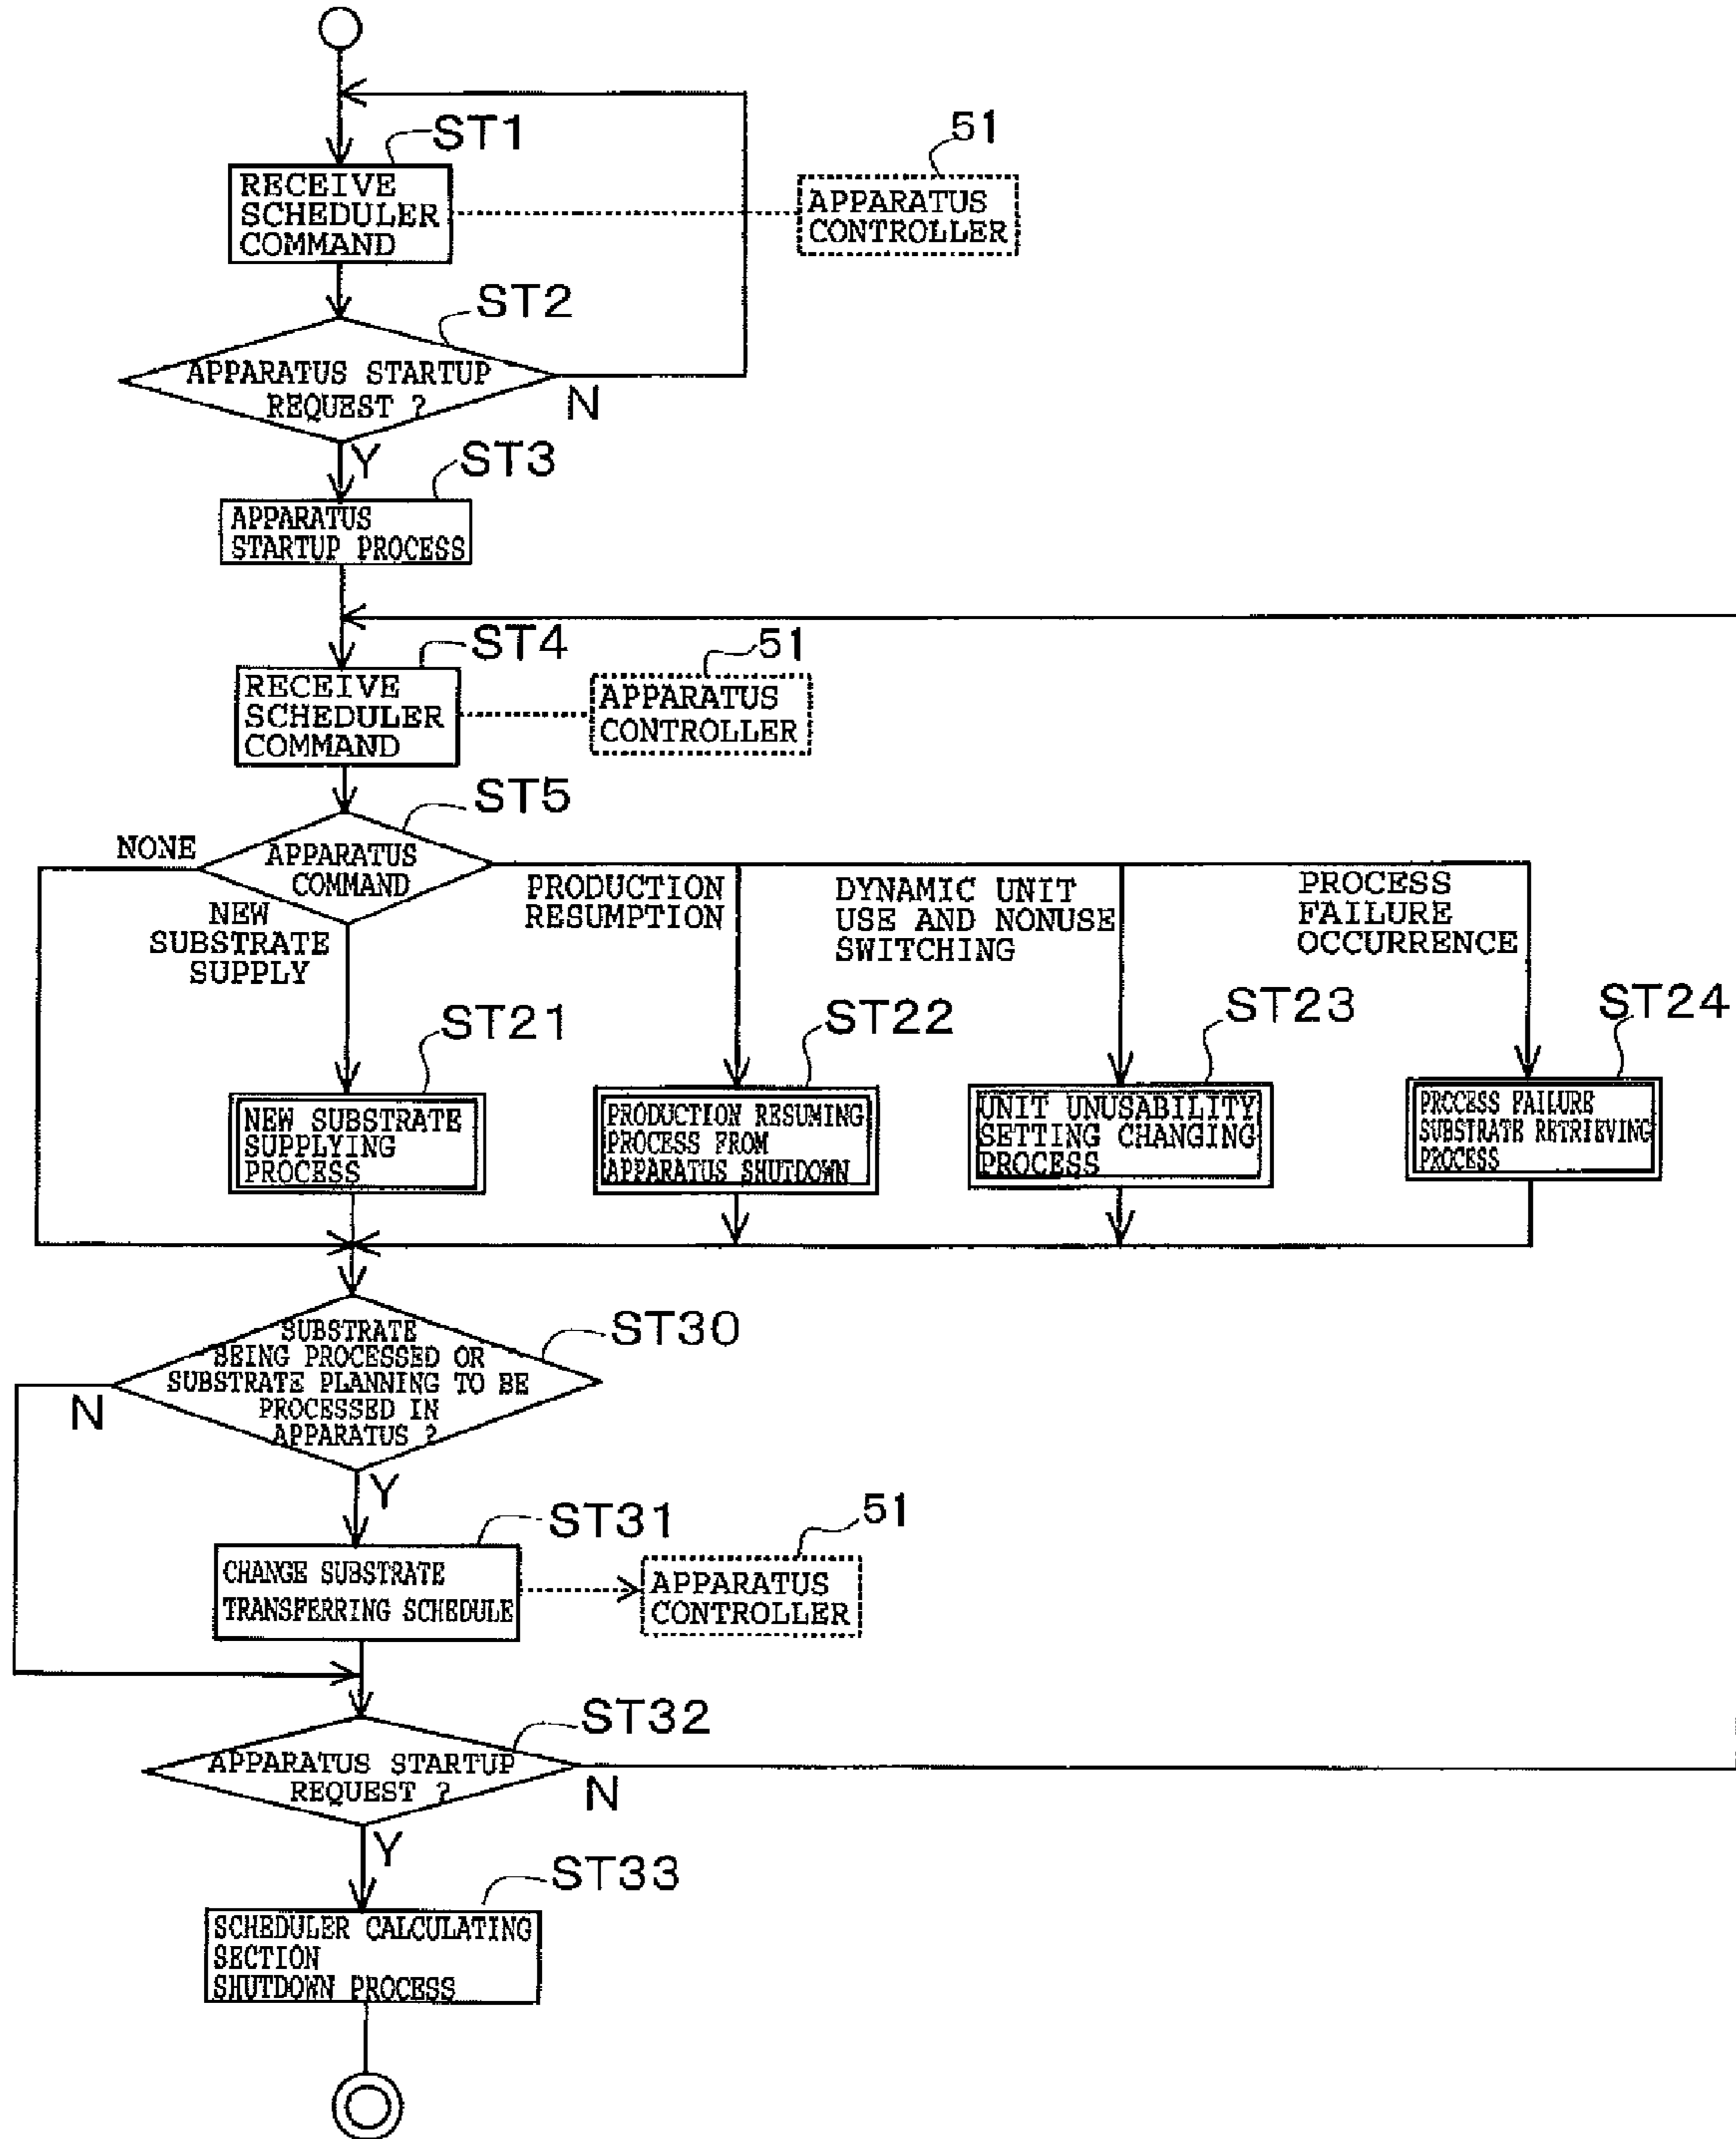 ST1
51
RECEIVE
SCHEDULER
COMMAND
APPARATUS
CONTROLLER
ST2
APPARATUS STARTUP
REQUEST ?
N
Y
ST3
APPARATUS
STARTUP PROCESS
ST4
51
RECEIVE
SCHEDULER
COMMAND
APPARATUS
CONTROLLER
ST5
NONE
APPARATUS
COMMAND
NEW
SUBSTRATE
SUPPLY
PRODUCTION
RESUMPTION
DYNAMIC UNIT
USE AND NONUSE
SWITCHING
PROCESS
FAILURE
OCCURRENCE
ST21
ST22
ST23
ST24
NEW SUBSTRATE
SUPPLYING
PROCESS
PRODUCTION RESUMING
PROCESS FROM
APPARATUS SHUTDOWN
UNIT UNUSABILITY
SETTING CHANGING
PROCESS
PROCESS FAILURE
SUBSTRATE RETRIEVING
PROCESS
ST30
SUBSTRATE
BEING PROCESSED OR
SUBSTRATE PLANNING TO BE
PROCESSED IN
APPARATUS ?
N
Y
ST31
51
CHANGE SUBSTRATE
TRANSFERRING SCHEDULE
APPARATUS
CONTROLLER
ST32
APPARATUS STARTUP
REQUEST ?
N
Y
ST33
SCHEDULER CALCULATING
SECTION
SHUTDOWN PROCESS